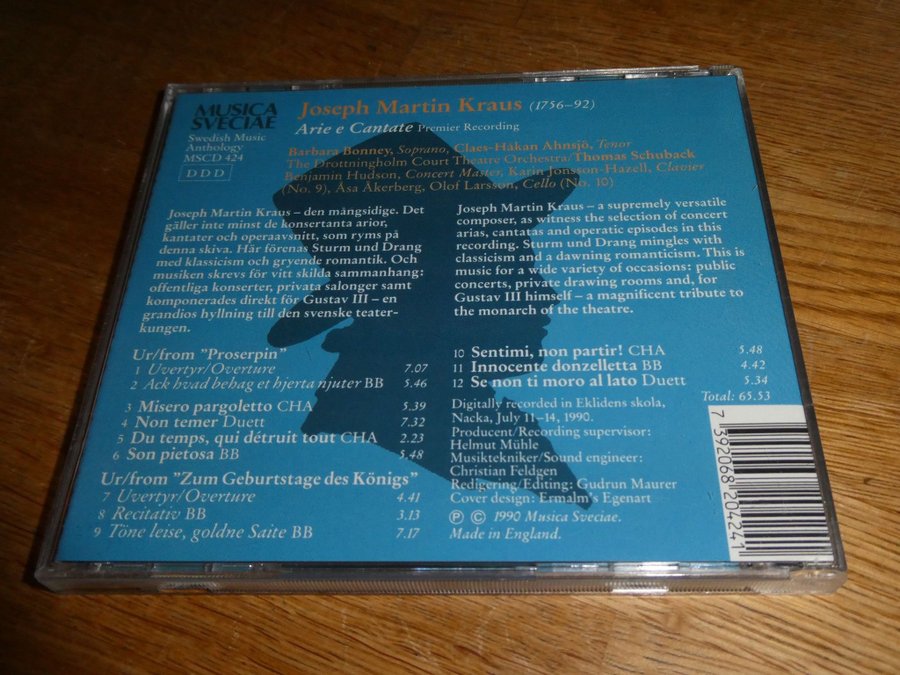 MUSICA
SVECIAE
Swedish Music
Anthology
MSCD 424
DDD
Joseph Martin Kraus (1756–92)
Arie e Cantate Premier Recording
Barbara Bonney, Soprano, Claes-Håkan Ahnsjö, Tenor
The Drottningholm Court Theatre Orchestra/Thomas Schuback
Benjamin Hudson, Concert Master, Karin Jonsson-Hazell, Clavier
(No. 9), Åsa Åkerberg, Olof Larsson, Cello (No. 10)
Joseph Martin Kraus – den mångsidige. Det
gäller inte minst de konsertanta arior,
kantater och operaavsnitt, som ryms på
denna skiva. Här förenas Sturm und Drang
med klassicism och gryende romantik. Och
musiken skrevs för vitt skilda sammanhang:
offentliga konserter, privata salonger samt
komponerades direkt för Gustav III – en
grandios hyllning till den svenske teater-
kungen.
Joseph Martin Kraus – a supremely versatile
composer, as witness the selection of concert
arias, cantatas and operatic episodes in this
recording. Sturm und Drang mingles with
classicism and a dawning romanticism. This is
music for a wide variety of occasions: public
concerts, private drawing rooms and, for
Gustav III himself – a magnificent tribute to
the monarch of the theatre.
Ur/from "Proserpin"
1 Uvertyr/Overture 7.07
2 Ack hvad behag et hjerta njuter BB 5.46
3 Misero pargoletto CHA 5.39
4 Non temer Duett 7.32
5 Du temps, qui détruit tout CHA 2.23
6 Son pietosa BB 5.48
Ur/from "Zum Geburtstage des Königs"
7 Uvertyr/Overture 4.41
8 Recitativ BB 3.13
9 Töne leise, goldne Saite BB 7.17
10 Sentimi, non partir! CHA 5.48
11 Innocente donzelletta BB 4.42
12 Se non ti moro al lato Duett 5.34
Total: 65.53
Digitally recorded in Eklidens skola,
Nacka, July 11–14, 1990.
Producent/Recording supervisor:
Helmut Mühle
Musiktekniker/Sound engineer:
Christian Feldgen
Redigering/Editing: Gudrun Maurer
Cover design: Ermalm's Egenart
Ⓟ © 1990 Musica Sveciae.
Made in England.
7 392068 204241